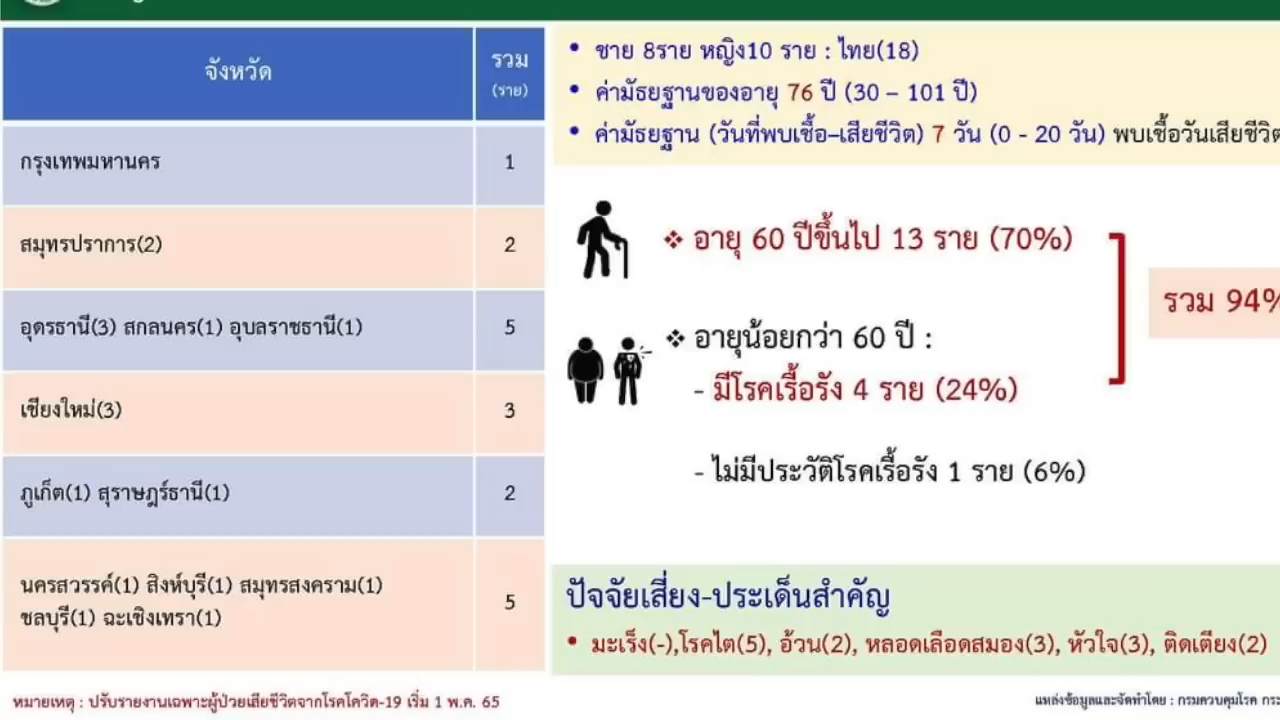 จังหวัด
รวม
(ราย)
กรุงเทพมหานคร
1
สมุทรปราการ(2)
2
อุดรธานี(3) สกลนคร(1) อุบลราชธานี(1)
5
เชียงใหม่(3)
3
ภูเก็ต(1) สุราษฎร์ธานี(1)
2
นครสวรรค์(1) สิงห์บุรี(1) สมุทรสงคราม(1)
ชลบุรี(1) ฉะเชิงเทรา(1)
5
• ชาย 8ราย หญิง10 ราย : ไทย(18)
• ค่ามัธยฐานของอายุ 76 ปี (30 – 101 ปี)
• ค่ามัธยฐาน (วันที่พบเชื้อ–เสียชีวิต) 7 วัน (0 - 20 วัน) พบเชื้อวันเสียชีวิต
❖ อายุ 60 ปีขึ้นไป 13 ราย (70%)
รวม 94%
❖ อายุน้อยกว่า 60 ปี :
- มีโรคเรื้อรัง 4 ราย (24%)
- ไม่มีประวัติโรคเรื้อรัง 1 ราย (6%)
ปัจจัยเสี่ยง-ประเด็นสำคัญ
• มะเร็ง(-),โรคไต(5), อ้วน(2), หลอดเลือดสมอง(3), หัวใจ(3), ติดเตียง(2)
หมายเหตุ : ปรับรายงานเฉพาะผู้ป่วยเสียชีวิตจากโรคโควิด-19 เริ่ม 1 พ.ค. 65
แหล่งข้อมูลและจัดทำโดย : กรมควบคุมโรค กระ